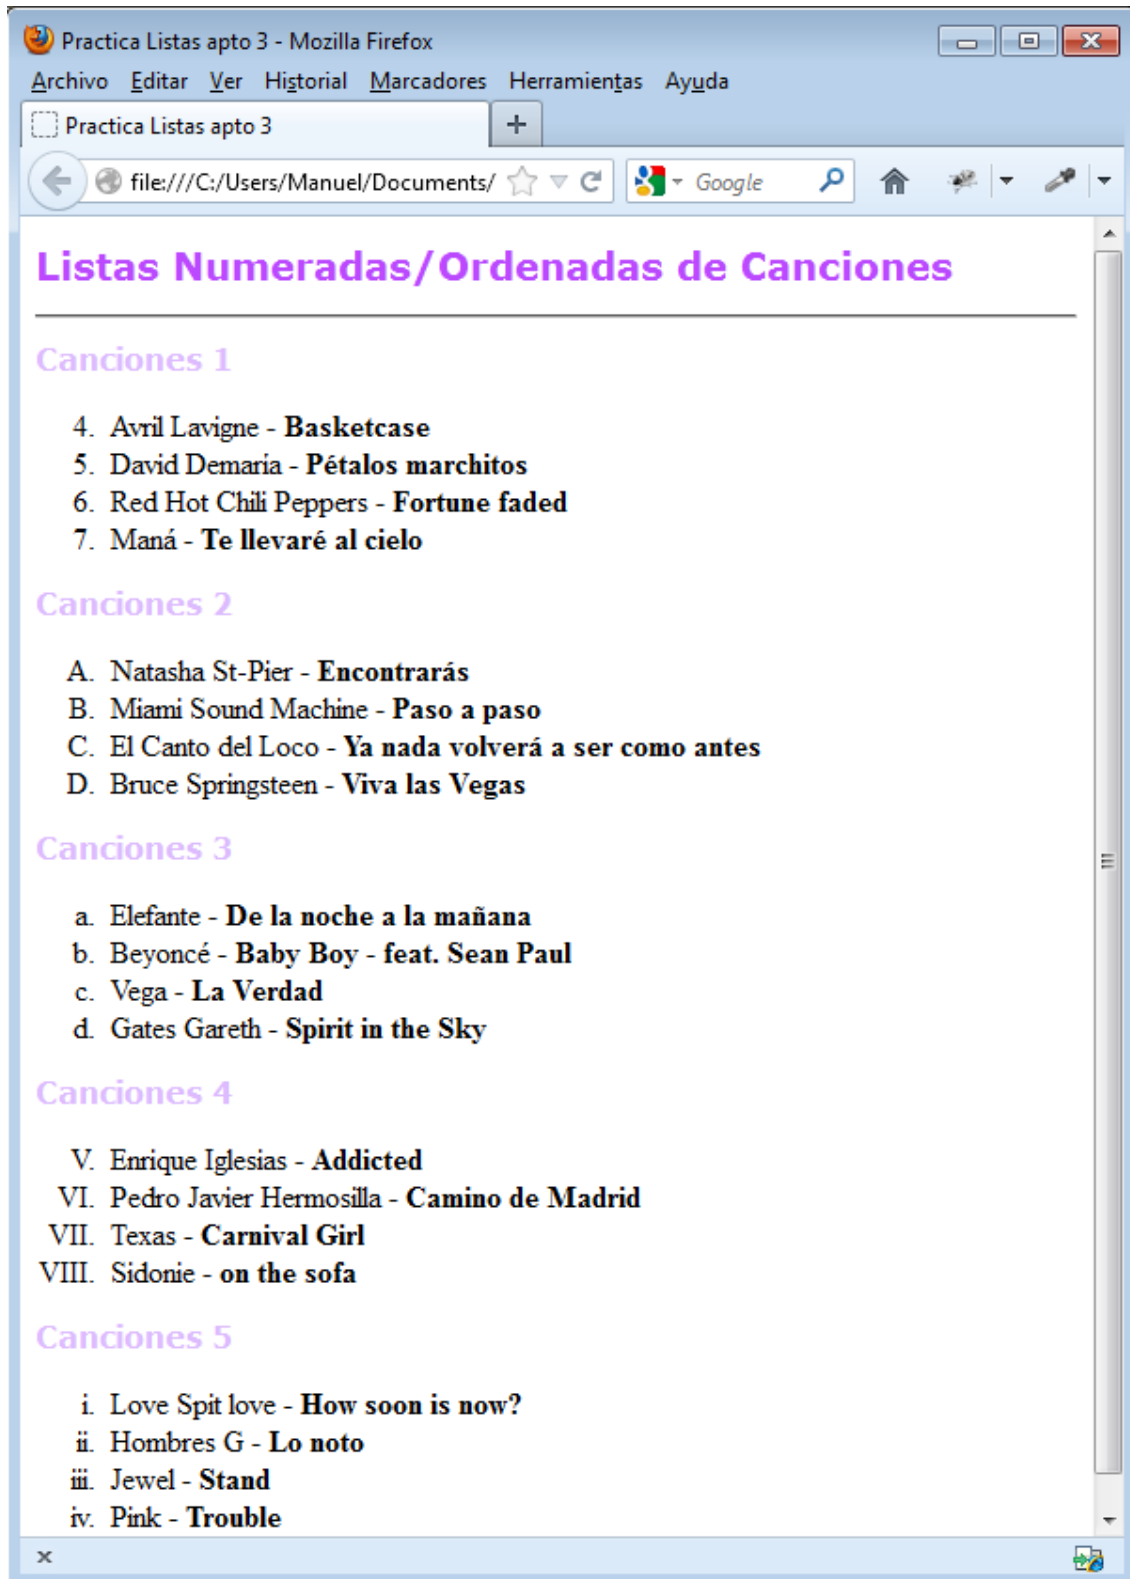 Practica Listas apto 3 - Mozilla Firefox
Archivo Editar Ver Historial Marcadores Herramientas Ayuda
Practica Listas apto 3
file:///C:/Users/Manuel/Documents/ Google
Listas Numeradas/Ordenadas de Canciones
Canciones 1
4. Avril Lavigne - Basketcase
5. David Demaría - Pétalos marchitos
6. Red Hot Chili Peppers - Fortune faded
7. Maná - Te llevaré al cielo
Canciones 2
A. Natasha St-Pier - Encontrarás
B. Miami Sound Machine - Paso a paso
C. El Canto del Loco - Ya nada volverá a ser como antes
D. Bruce Springsteen - Viva las Vegas
Canciones 3
a. Elefante - De la noche a la mañana
b. Beyoncé - Baby Boy - feat. Sean Paul
c. Vega - La Verdad
d. Gates Gareth - Spirit in the Sky
Canciones 4
V. Enrique Iglesias - Addicted
VI. Pedro Javier Hermosilla - Camino de Madrid
VII. Texas - Carnival Girl
VIII. Sidonie - on the sofa
Canciones 5
i. Love Spit love - How soon is now?
ii. Hombres G - Lo noto
iii. Jewel - Stand
iv. Pink - Trouble